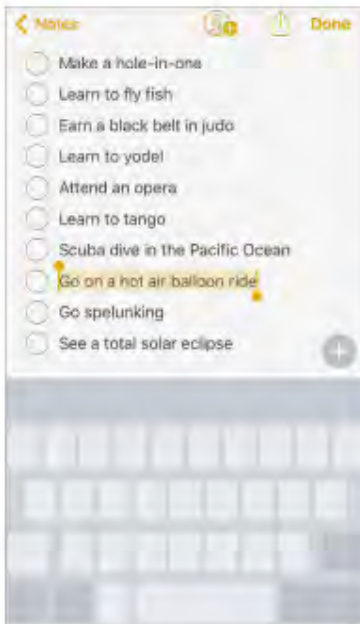 Notes Done
Make a hole-in-one
Learn to fly fish
Earn a black belt in judo
Learn to yodel
Attend an opera
Learn to tango
Scuba dive in the Pacific Ocean
Go on a hot air balloon ride
Go spelunking
See a total solar eclipse